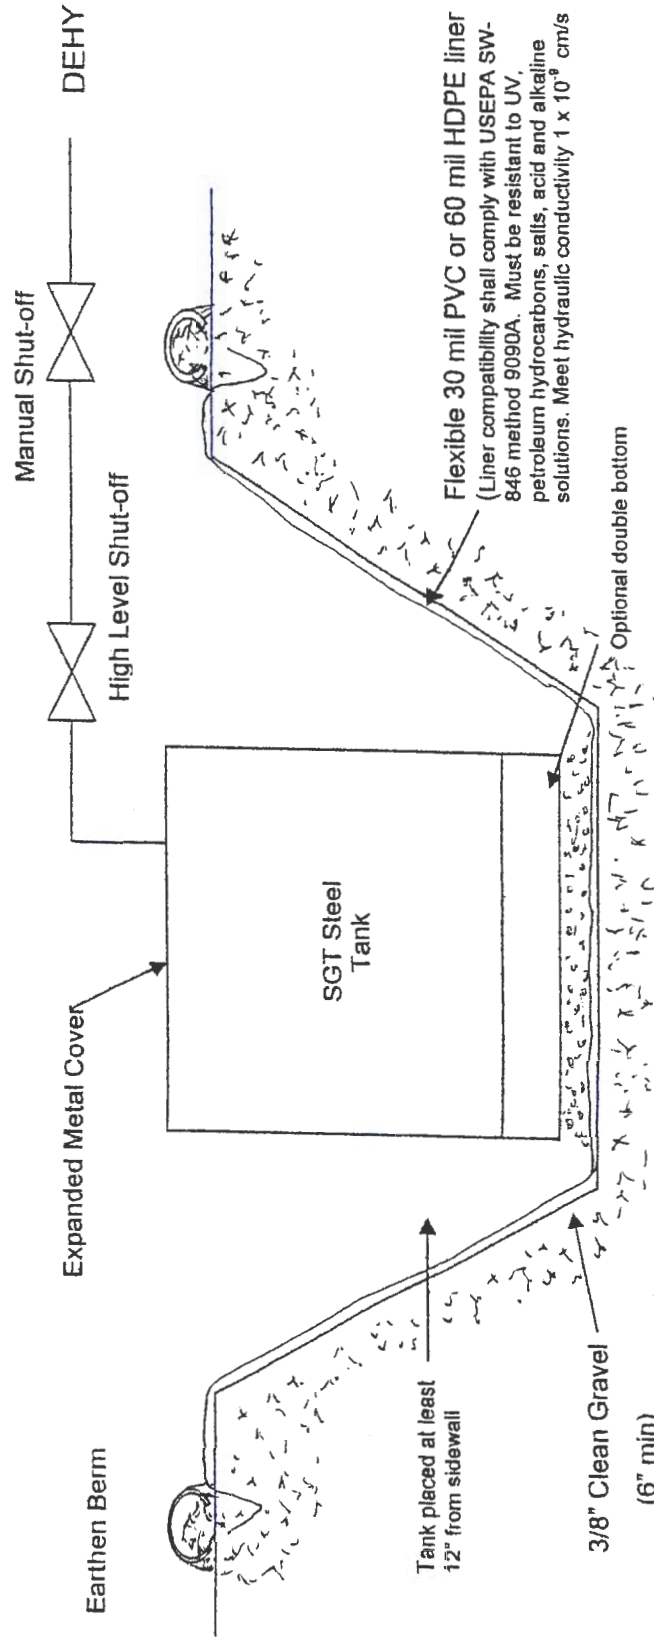 DEHY
Manual Shut-off
High Level Shut-off
Expanded Metal Cover
Earthen Berm
SGT Steel
Tank
Flexible 30 mil PVC or 60 mil HDPE liner
(Liner compatibility shall comply with USEPA SW-
846 method 9090A. Must be resistant to UV,
petroleum hydrocarbons, salts, acid and alkaline
solutions. Meet hydraulic conductivity 1 x 10⁻⁹ cm/s
Optional double bottom
Tank placed at least
12" from sidewall
3/8" Clean Gravel
(6" min)